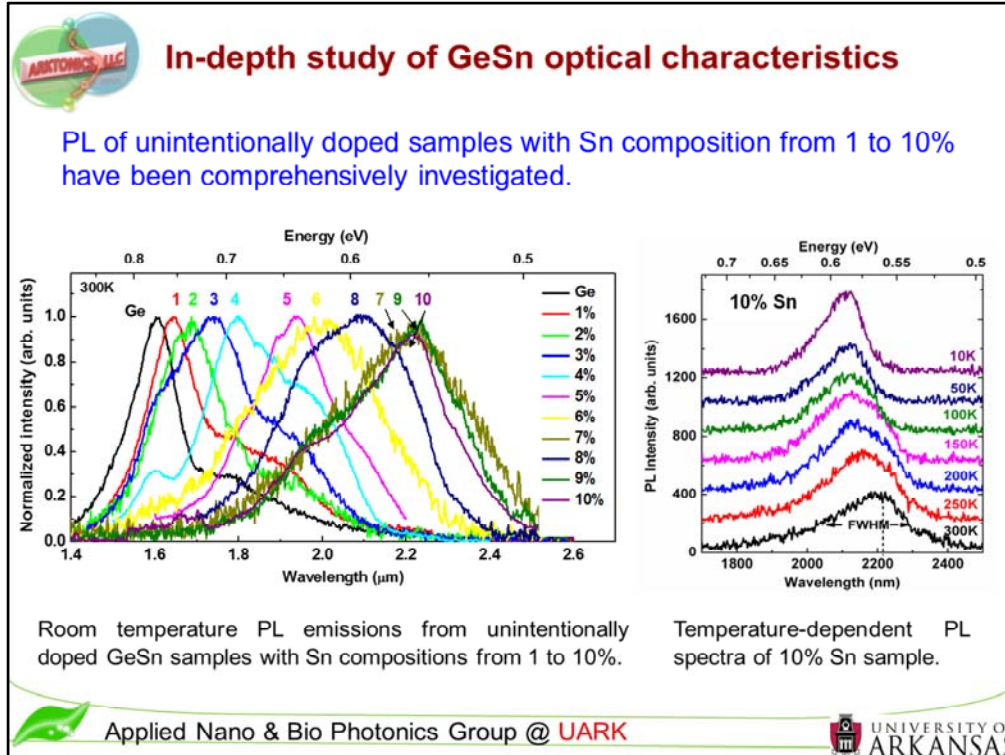 ARKTONICS, LLC
In-depth study of GeSn optical characteristics
PL of unintentionally doped samples with Sn composition from 1 to 10%
have been comprehensively investigated.
Energy (eV)
0.8 0.7 0.6 0.5
300K
Ge 1 2 3 4 5 6 8 7 9 10
Ge
1%
2%
3%
4%
5%
6%
7%
8%
9%
10%
Normalized intensity (arb. units)
1.0
0.8
0.6
0.4
0.2
0.0
1.4 1.6 1.8 2.0 2.2 2.4 2.6
Wavelength (μm)
Energy (eV)
0.7 0.65 0.6 0.55 0.5
10% Sn
PL Intensity (arb. units)
1600
1200
800
400
0
10K
50K
100K
150K
200K
250K
300K
FWHM
1800 2000 2200 2400
Wavelength (nm)
Room temperature PL emissions from unintentionally
doped GeSn samples with Sn compositions from 1 to 10%.
Temperature-dependent PL
spectra of 10% Sn sample.
Applied Nano & Bio Photonics Group @ UARK
UNIVERSITY OF
ARKANSAS